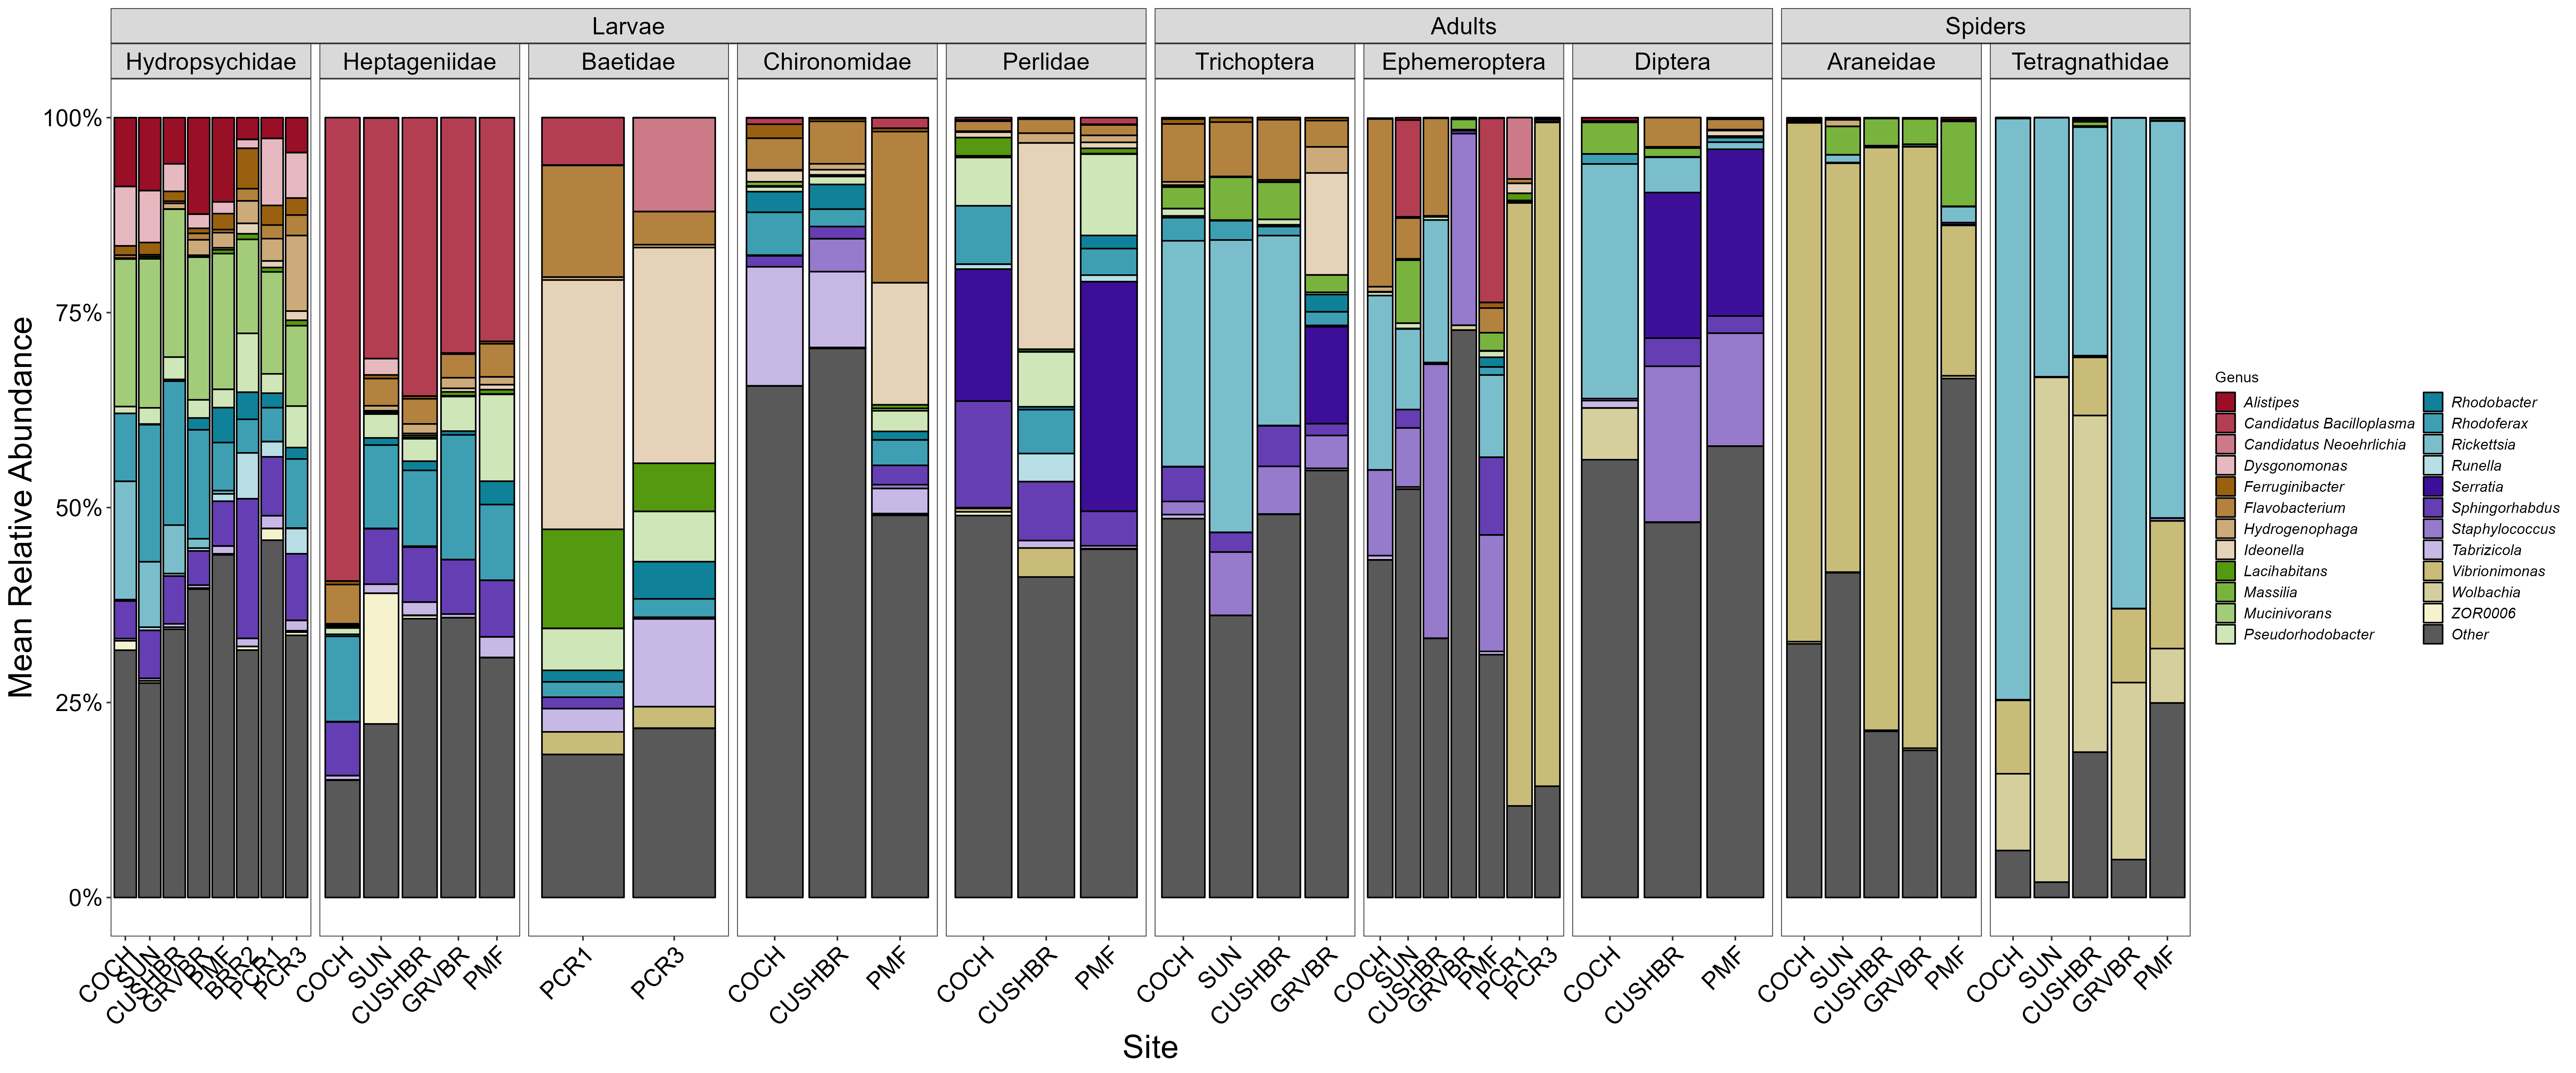 Larvae Adults Spiders
Hydropsychidae Heptageniidae Baetidae Chironomidae Perlidae Trichoptera Ephemeroptera Diptera Araneidae Tetragnathidae
Mean Relative Abundance
100%
75%
50%
25%
0%
COCH SUN CUSHBR GRVBR PMF BRR2 PCR1 PCR3 COCH SUN CUSHBR GRVBR PMF PCR1 PCR3 COCH CUSHBR PMF COCH CUSHBR PMF COCH SUN CUSHBR GRVBR COCH SUN CUSHBR GRVBR PMF PCR1 PCR3 COCH CUSHBR PMF COCH SUN CUSHBR GRVBR PMF COCH SUN CUSHBR GRVBR PMF
Site
Genus
Alistipes
Candidatus Bacilloplasma
Candidatus Neoehrlichia
Dysgonomonas
Ferruginibacter
Flavobacterium
Hydrogenophaga
Ideonella
Lacihabitans
Massilia
Mucinivorans
Pseudorhodobacter
Rhodobacter
Rhodoferax
Rickettsia
Runella
Serratia
Sphingorhabdus
Staphylococcus
Tabrizicola
Vibrionimonas
Wolbachia
ZOR0006
Other